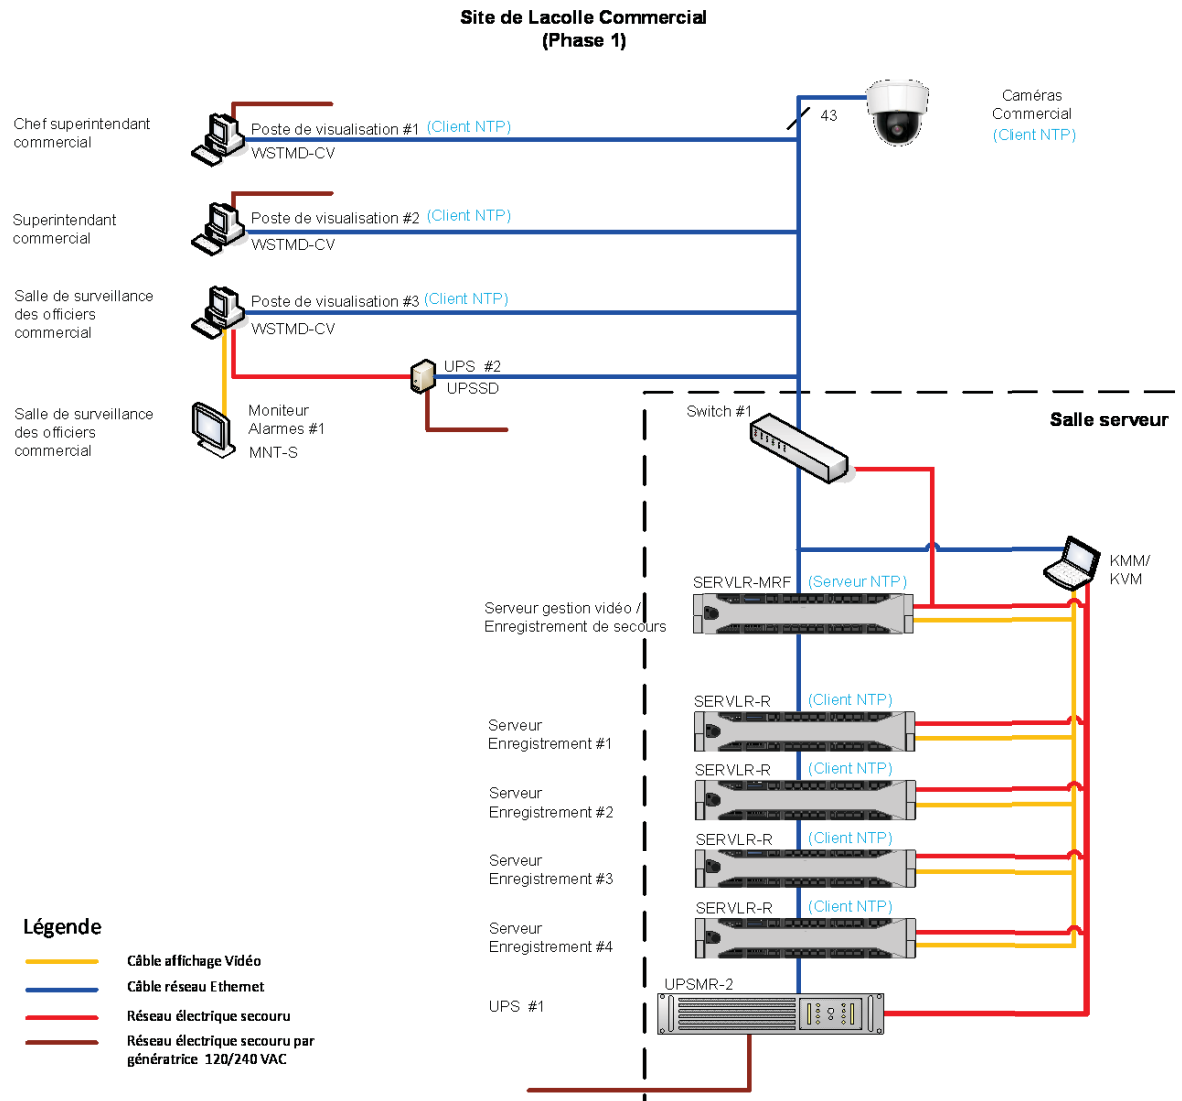 Site de Lacolle Commercial
(Phase 1)
Chef superintendant
commercial
Poste de visualisation #1 (Client NTP)
WSTMD-CV
43
Caméras
Commercial
(Client NTP)
Superintendant
commercial
Poste de visualisation #2 (Client NTP)
WSTMD-CV
Salle de surveillance
des officiers
commercial
Poste de visualisation #3 (Client NTP)
WSTMD-CV
UPS #2
UPSSD
Salle de surveillance
des officiers
commercial
Moniteur
Alarmes #1
MNT-S
Switch #1
Salle serveur
KMM/
KVM
SERVLR-MRF (Serveur NTP)
Serveur gestion vidéo /
Enregistrement de secours
SERVLR-R (Client NTP)
Serveur
Enregistrement #1
SERVLR-R (Client NTP)
Serveur
Enregistrement #2
SERVLR-R (Client NTP)
Serveur
Enregistrement #3
SERVLR-R (Client NTP)
Serveur
Enregistrement #4
UPSMR-2
UPS #1
Légende
Câble affichage Vidéo
Câble réseau Ethernet
Réseau électrique secouru
Réseau électrique secouru par
génératrice 120/240 VAC